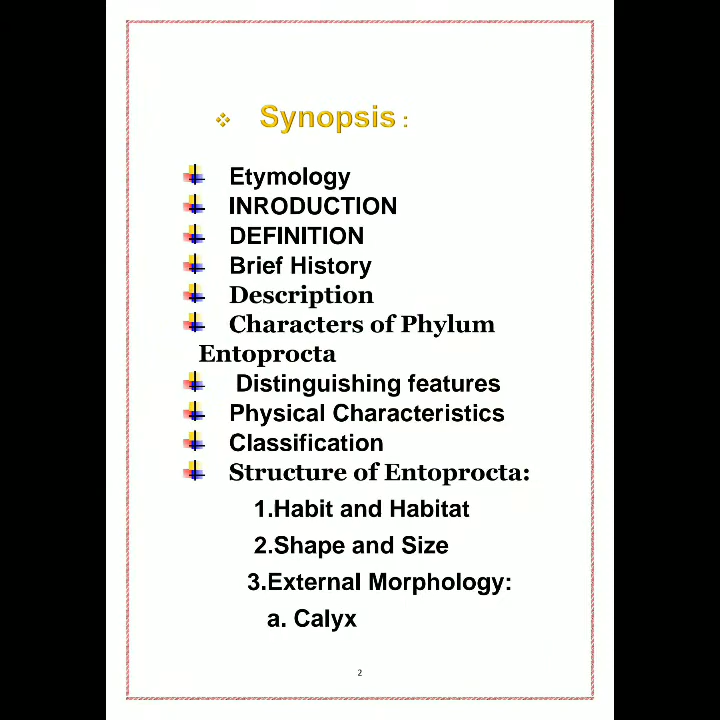 ❖ Synopsis :
Etymology
INRODUCTION
DEFINITION
Brief History
Description
Characters of Phylum
Entoprocta
Distinguishing features
Physical Characteristics
Classification
Structure of Entoprocta:
1.Habit and Habitat
2.Shape and Size
3.External Morphology:
a. Calyx
2